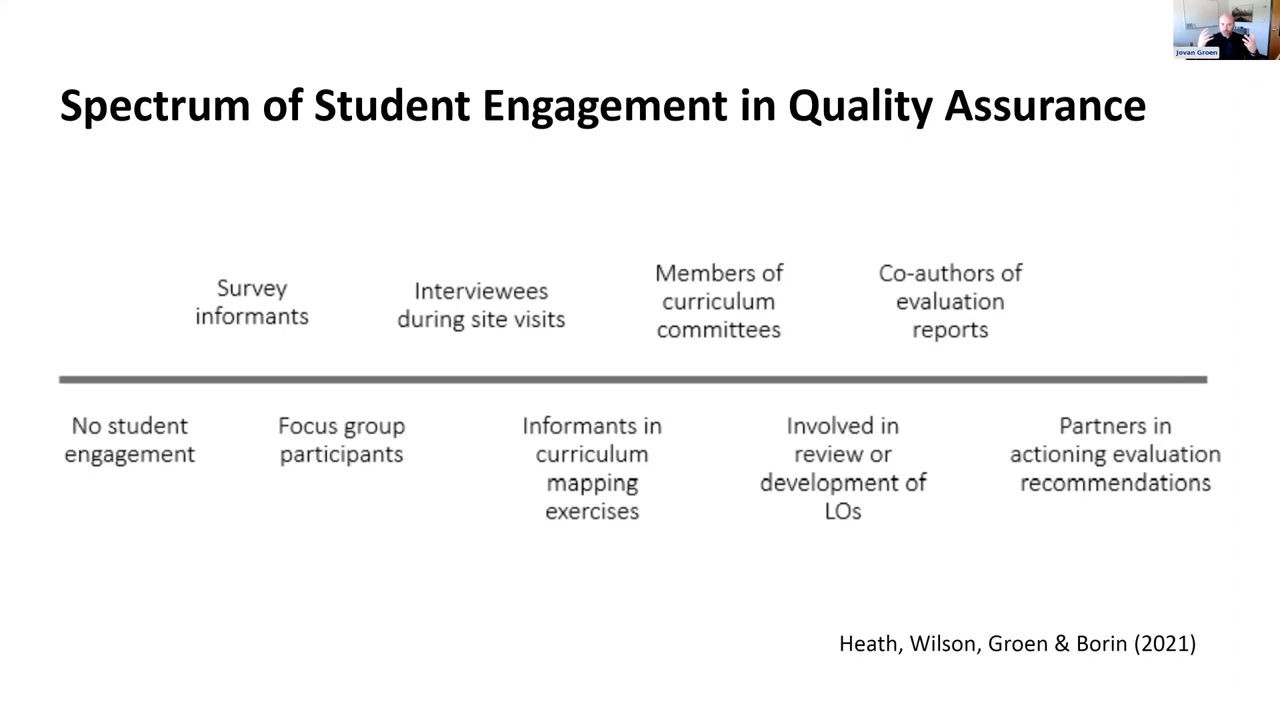 Jovan Groen
Spectrum of Student Engagement in Quality Assurance
Survey
informants
Interviewees
during site visits
Members of
curriculum
committees
Co-authors of
evaluation
reports
No student
engagement
Focus group
participants
Informants in
curriculum
mapping
exercises
Involved in
review or
development of
LOs
Partners in
actioning evaluation
recommendations
Heath, Wilson, Groen & Borin (2021)